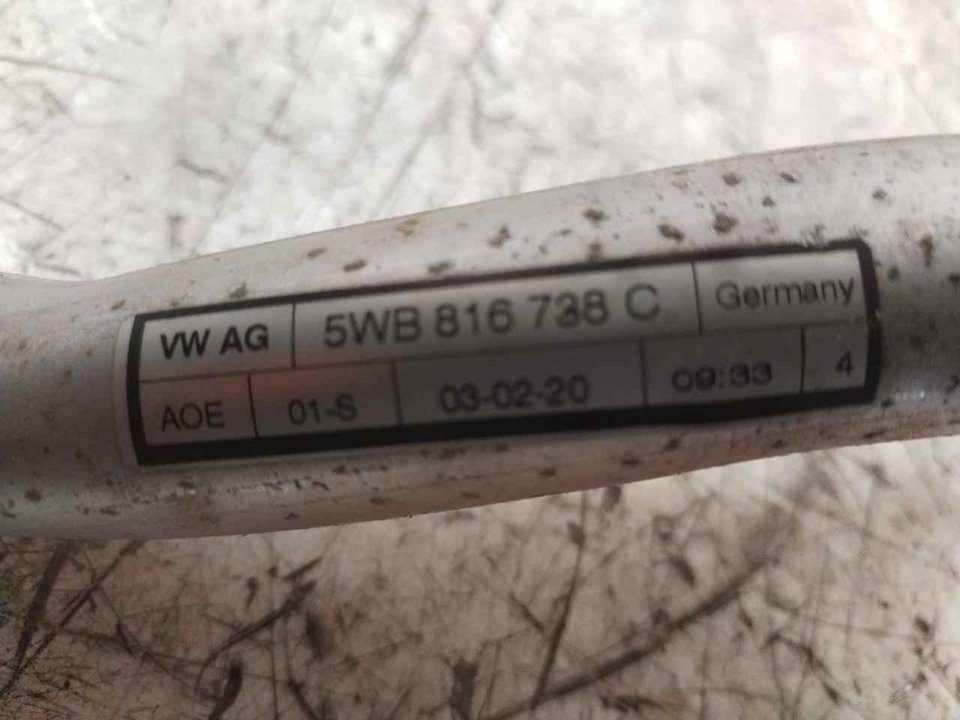 VW AG 5WB 816 738 C Germany
AOE 01-S 03-02-20 09:33 4